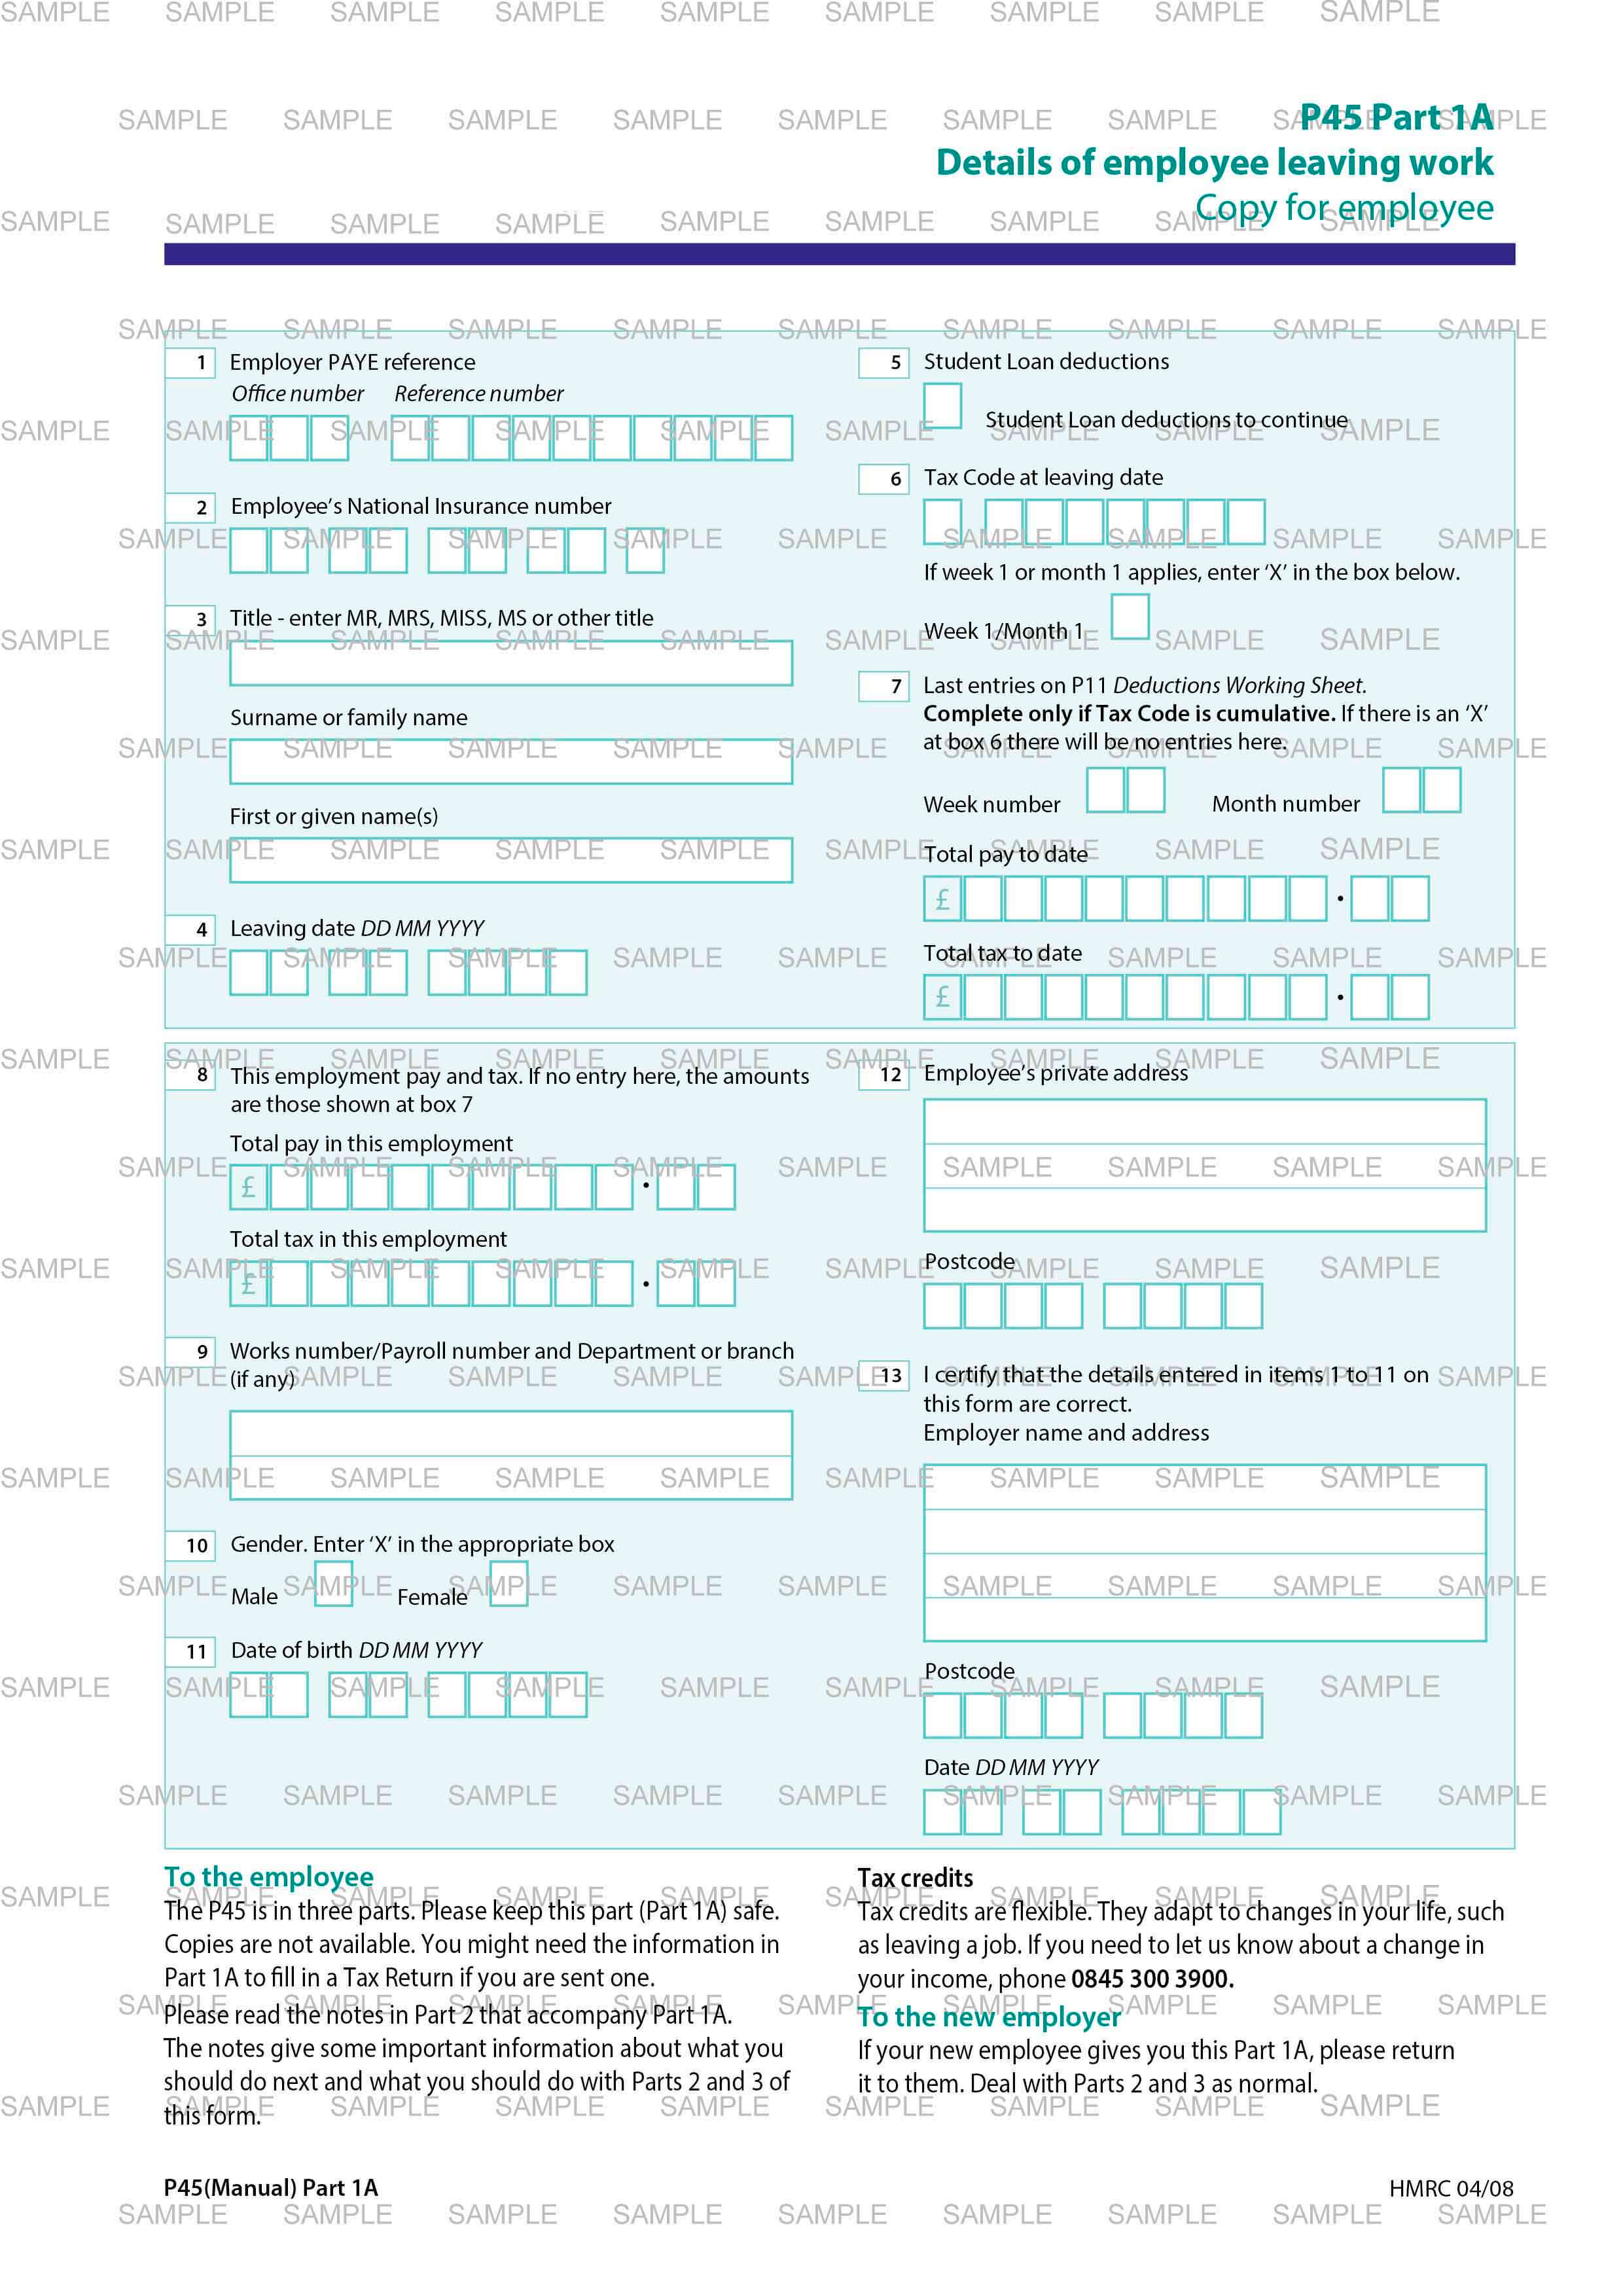 SAMPLE SAMPLE SAMPLE SAMPLE SAMPLE SAMPLE SAMPLE SAMPLE SAMPLE
P45 Part 1A
Details of employee leaving work
Copy for employee
1 Employer PAYE reference
Office number Reference number
2 Employee’s National Insurance number
3 Title - enter MR, MRS, MISS, MS or other title
Surname or family name
First or given name(s)
4 Leaving date DD MM YYYY
5 Student Loan deductions
Student Loan deductions to continue
6 Tax Code at leaving date
If week 1 or month 1 applies, enter ‘X’ in the box below.
Week 1/Month 1
7 Last entries on P11 Deductions Working Sheet.
Complete only if Tax Code is cumulative. If there is an ‘X’
at box 6 there will be no entries here.
Week number Month number
Total pay to date
£ .
Total tax to date
£ .
8 This employment pay and tax. If no entry here, the amounts
are those shown at box 7
Total pay in this employment
£ .
Total tax in this employment
£ .
9 Works number/Payroll number and Department or branch
(if any)
10 Gender. Enter ‘X’ in the appropriate box
Male Female
11 Date of birth DD MM YYYY
12 Employee’s private address
Postcode
13 I certify that the details entered in items 1 to 11 on
this form are correct.
Employer name and address
Postcode
Date DD MM YYYY
To the employee
The P45 is in three parts. Please keep this part (Part 1A) safe.
Copies are not available. You might need the information in
Part 1A to fill in a Tax Return if you are sent one.
Please read the notes in Part 2 that accompany Part 1A.
The notes give some important information about what you
should do next and what you should do with Parts 2 and 3 of
this form.
Tax credits
Tax credits are flexible. They adapt to changes in your life, such
as leaving a job. If you need to let us know about a change in
your income, phone 0845 300 3900.
To the new employer
If your new employee gives you this Part 1A, please return
it to them. Deal with Parts 2 and 3 as normal.
P45(Manual) Part 1A
HMRC 04/08